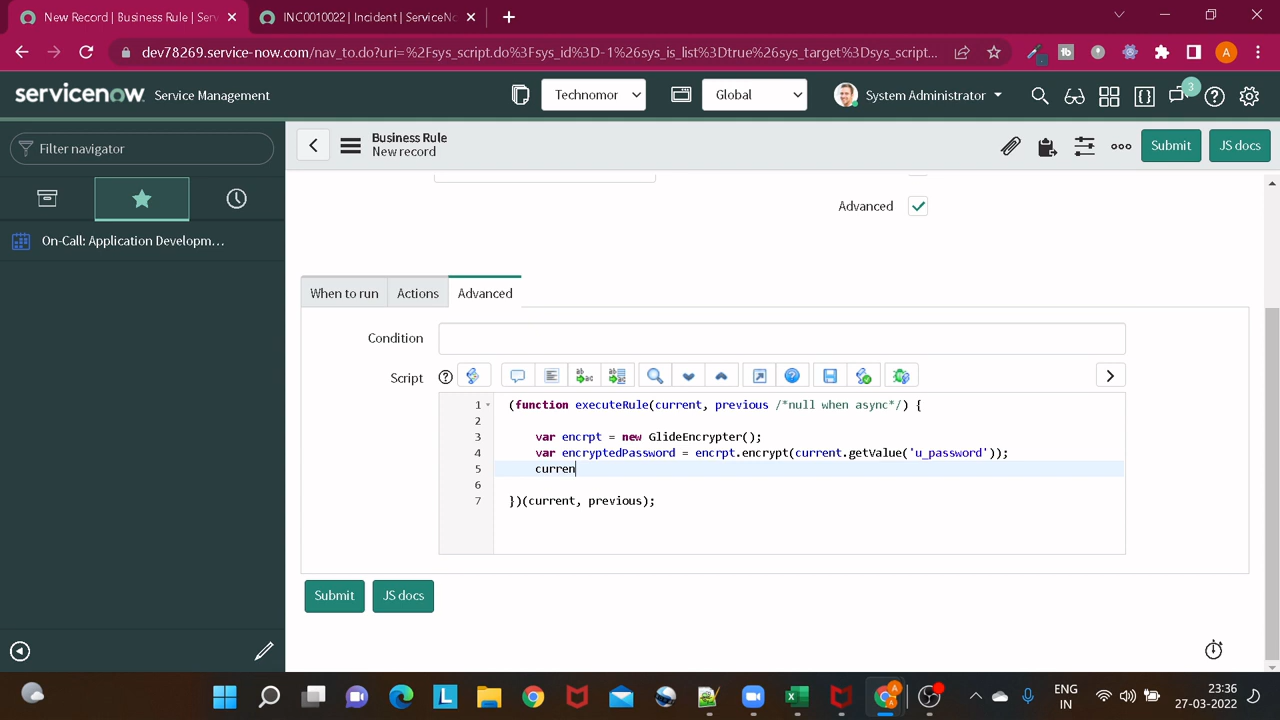 New Record | Business Rule | Serv
INC0010022 | Incident | ServiceNo
dev78269.service-now.com/nav_to.do?uri=%2Fsys_script.do%3Fsys_id%3D-1%26sys_is_list%3Dtrue%26sys_target%3Dsys_script...
A
servicenow Service Management
Technomor
Global
System Administrator
3
Filter navigator
On-Call: Application Developm...
Business Rule
New record
Submit
JS docs
Advanced
When to run
Actions
Advanced
Condition
Script
1 (function executeRule(current, previous /*null when async*/) {
2
3 var encrpt = new GlideEncrypter();
4 var encryptedPassword = encrpt.encrypt(current.getValue('u_password'));
5 curren
6
7 })(current, previous);
Submit
JS docs
ENG
IN
23:36
27-03-2022